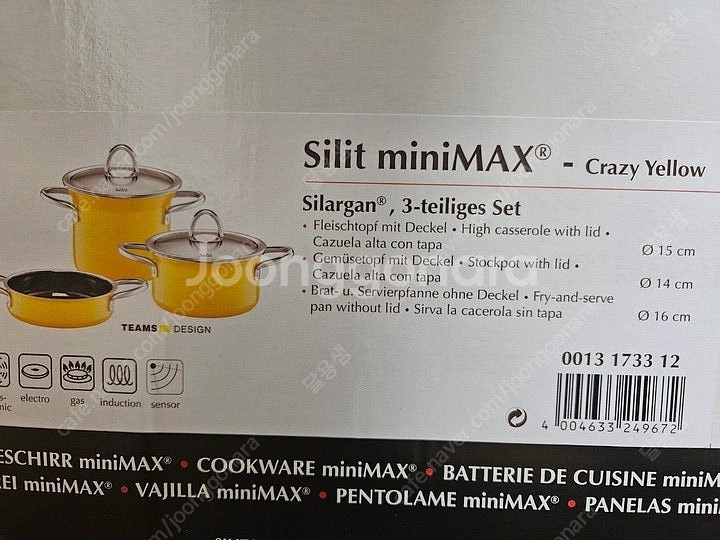 Silit miniMAX® - Crazy Yellow
Silargan®, 3-teiliges Set
• Fleischtopf mit Deckel • High casserole with lid •
Cazuela alta con tapa
Ø 15 cm
• Gemüsetopf mit Deckel • Stockpot with lid •
Cazuela alta con tapa
Ø 14 cm
• Brat- u. Servierpfanne ohne Deckel • Fry-and-serve
pan without lid • Sirva la cacerola sin tapa
Ø 16 cm
Silit
Joonggonara
TEAMS DESIGN
electro
gas
induction
sensor
0013 1733 12
4 004633 249672
ESCHIRR miniMAX® • COOKWARE miniMAX® • BATTERIE DE CUISINE miniM
REI miniMAX® • VAJILLA miniMAX® • PENTOLAME miniMAX® • PANELAS mini